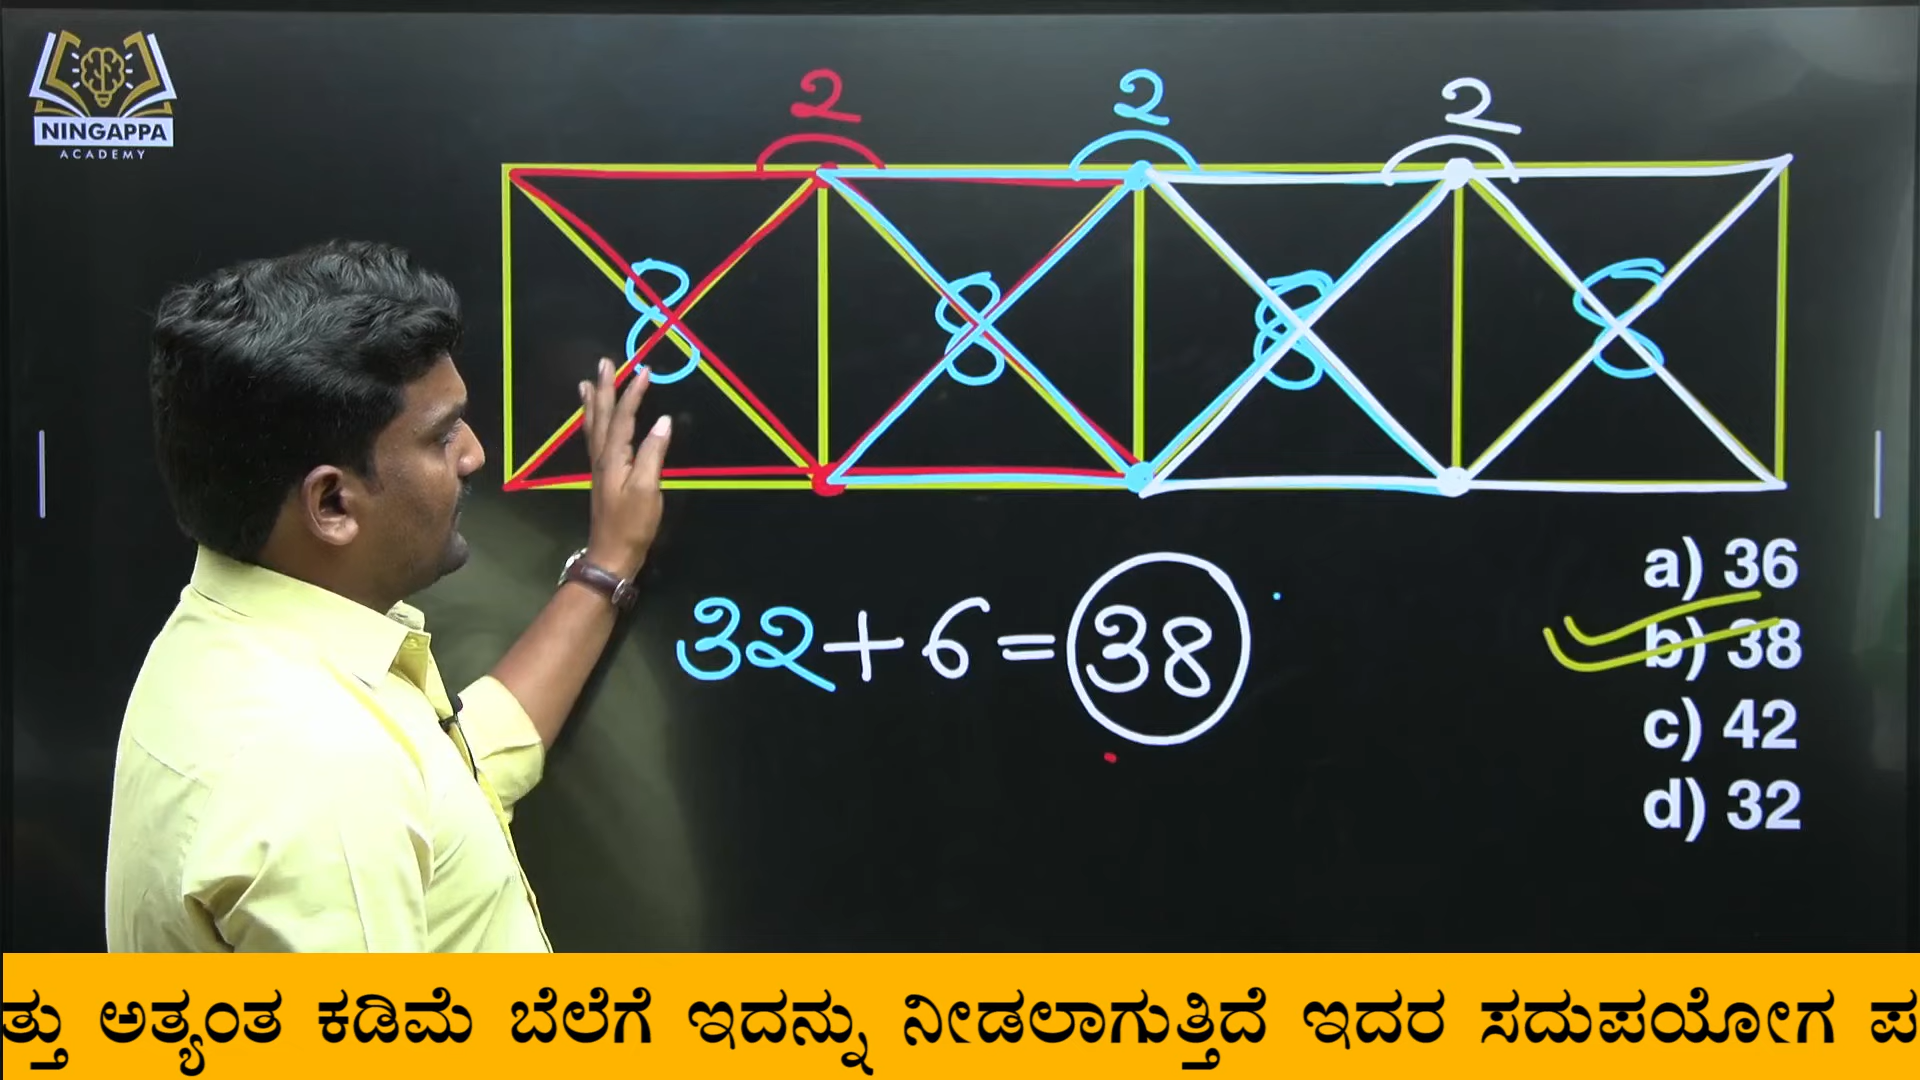 NINGAPPA
ACADEMY
2 2 2
8 8 8 8
32+6=38
a) 36
b) 38
c) 42
d) 32
ತ್ತು ಅತ್ಯಂತ ಕಡಿಮೆ ಬೆಲೆಗೆ ಇದನ್ನು ನೀಡಲಾಗುತ್ತಿದೆ ಇದರ ಸದುಪಯೋಗ ಪ